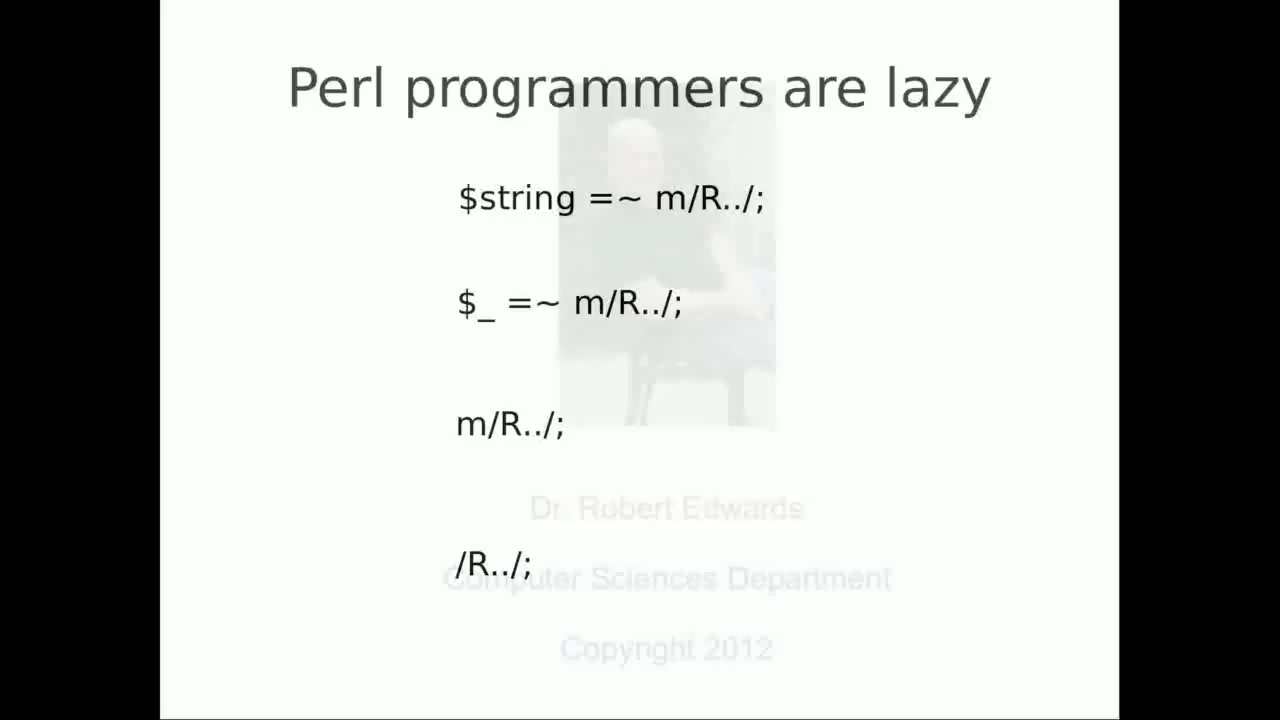 Perl programmers are lazy
$string =~ m/R../;
$_ =~ m/R../;
m/R../;
Dr. Robert Edwards
/R../;
Computer Sciences Department
Copyright 2012